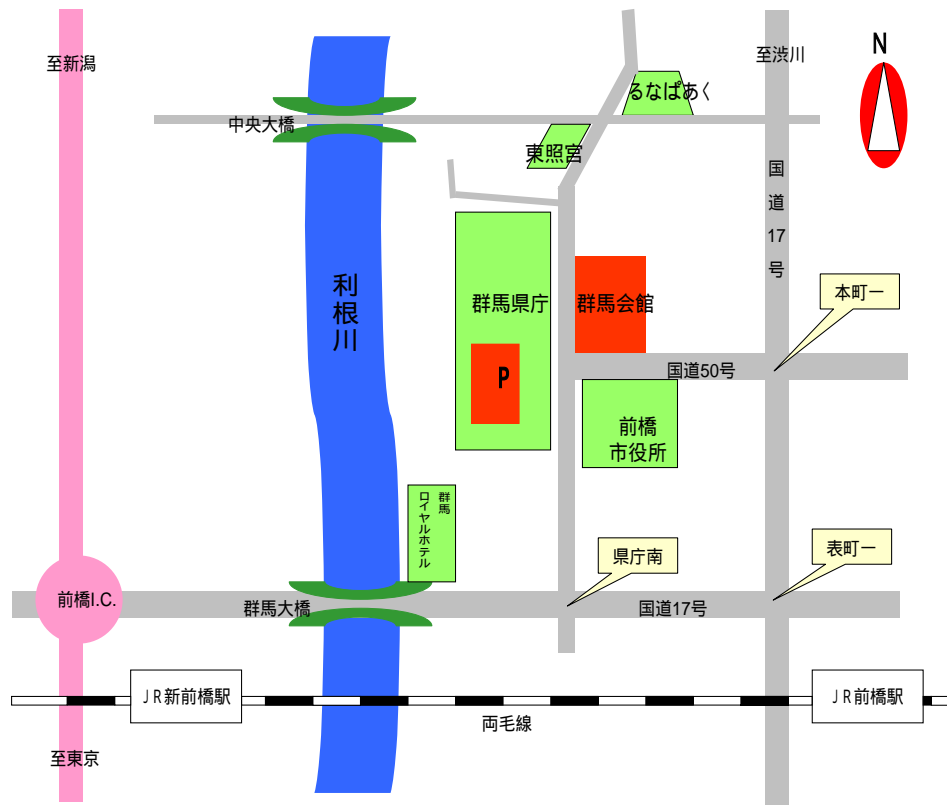 至新潟
至渋川
N
るなぱあく
中央大橋
東照宮
国道17号
利根川
群馬県庁
群馬会館
本町一
国道50号
P
前橋
市役所
群馬
ロイヤルホテル
県庁南
表町一
前橋I.C.
群馬大橋
国道17号
JR新前橋駅
JR前橋駅
両毛線
至東京